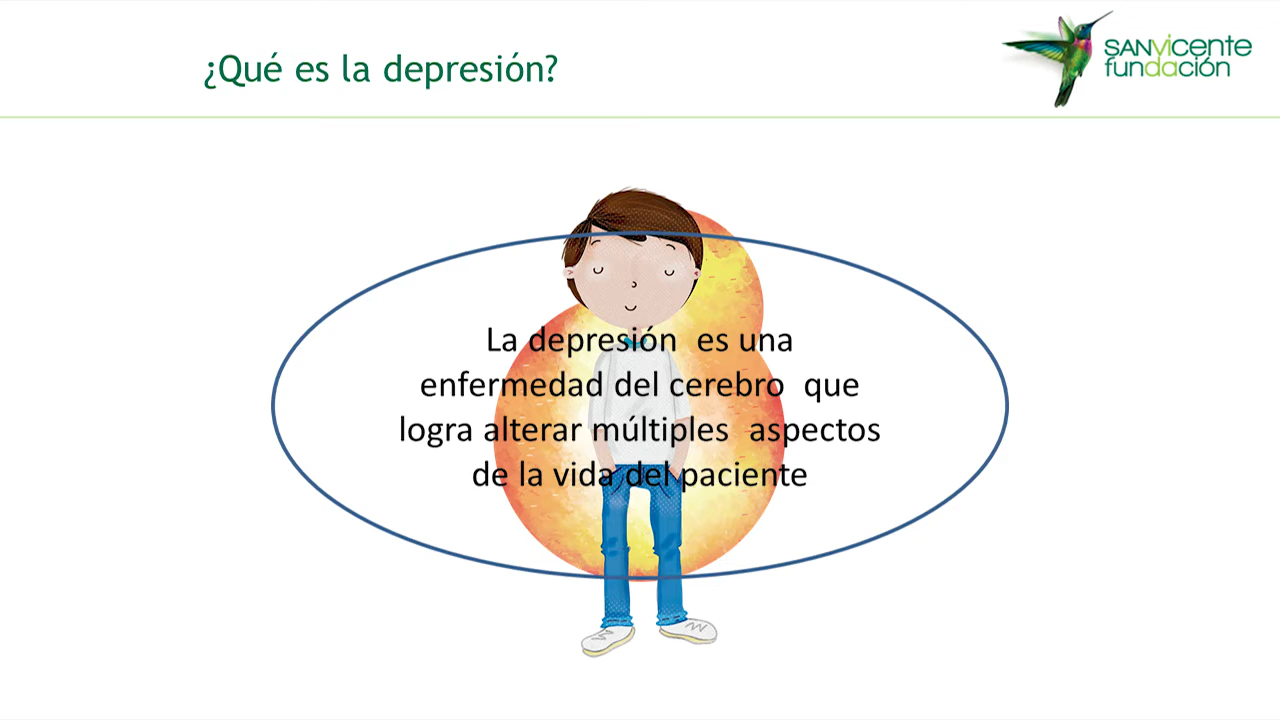 ¿Qué es la depresión?
SANVICENTE
FUNDACIÓN
La depresión es una
enfermedad del cerebro que
logra alterar múltiples aspectos
de la vida del paciente